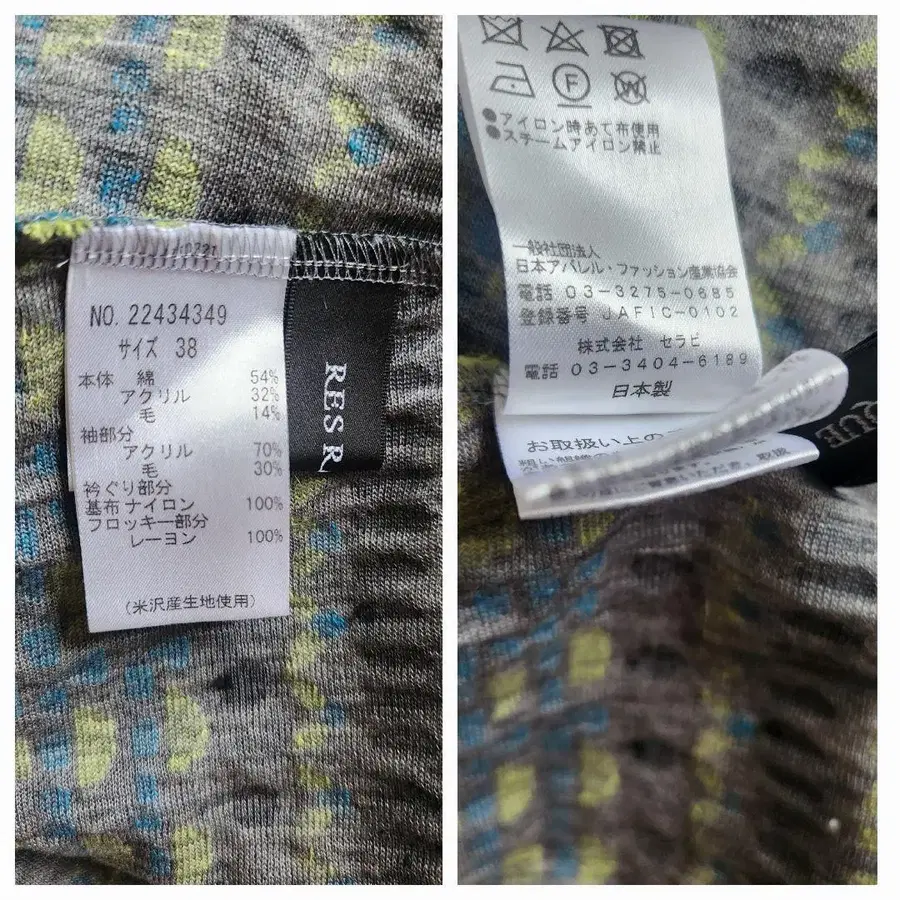 NO. 22434349
サイズ 38
本体 綿 54%
アクリル 32%
毛 14%
袖部分
アクリル 70%
毛 30%
衿ぐり部分
基布 ナイロン 100%
フロッキー部分
レーヨン 100%
(米沢産生地使用)
RES R
F
W
●アイロン時あて布使用
●スチームアイロン禁止
一般社団法人
日本アパレル・ファッション産業協会
電話 03-3275-0685
登録番号 JAFIC-0102
株式会社 セラビ
電話 03-3404-6189
日本製
お取扱い上の
QUE